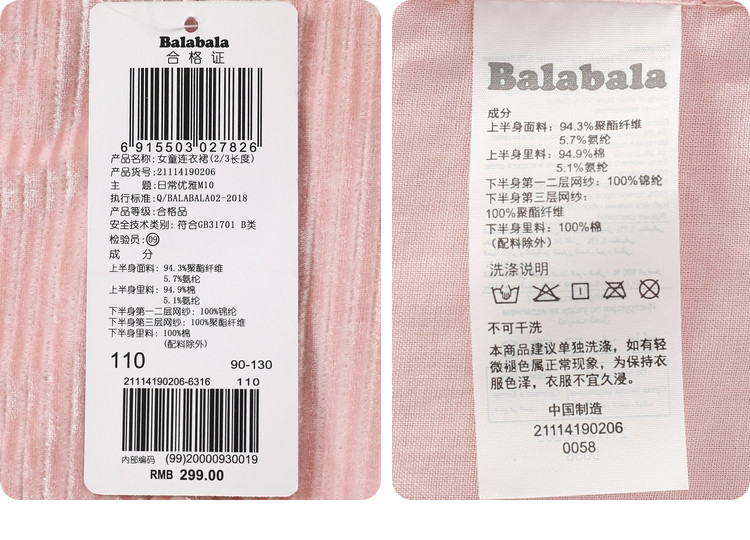 Balabala
合格证
6 915503 027826
产品名称: 女童连衣裙(2/3长度)
产品货号: 21114190206
主 题: 日常优雅M10
执行标准: Q/BALABALA02-2018
产品等级: 合格品
安全技术类别: 符合GB31701 B类
检验员: 09
成 分
上半身面料: 94.3%聚酯纤维
5.7%氨纶
上半身里料: 94.9%棉
5.1%氨纶
下半身第一二层网纱: 100%锦纶
下半身第三层网纱: 100%聚酯纤维
下半身里料: 100%棉
(配料除外)
110 90-130
21114190206-6316 110
内部编码 (99)20000930019
RMB 299.00
Balabala
成分
上半身面料: 94.3%聚酯纤维
5.7%氨纶
上半身里料: 94.9%棉
5.1%氨纶
下半身第一二层网纱: 100%锦纶
下半身第三层网纱:
100%聚酯纤维
下半身里料: 100%棉
(配料除外)
洗涤说明
不可干洗
本商品建议单独洗涤, 如有轻
微褪色属正常现象, 为保持衣
服色泽, 衣服不宜久浸。
中国制造
21114190206
0058